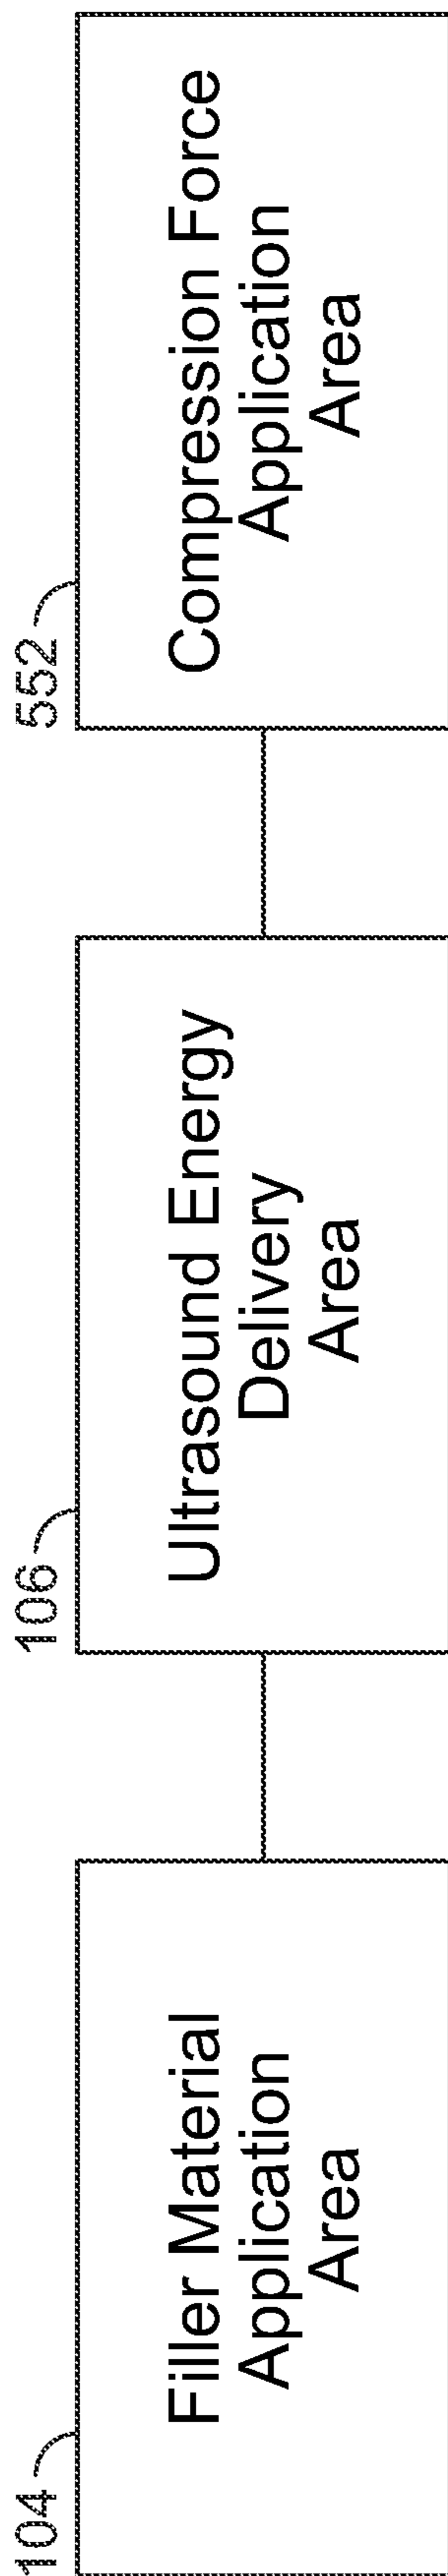 104
Filler Material
Application
Area
106
Ultrasound Energy
Delivery
Area
552
Compression Force
Application
Area